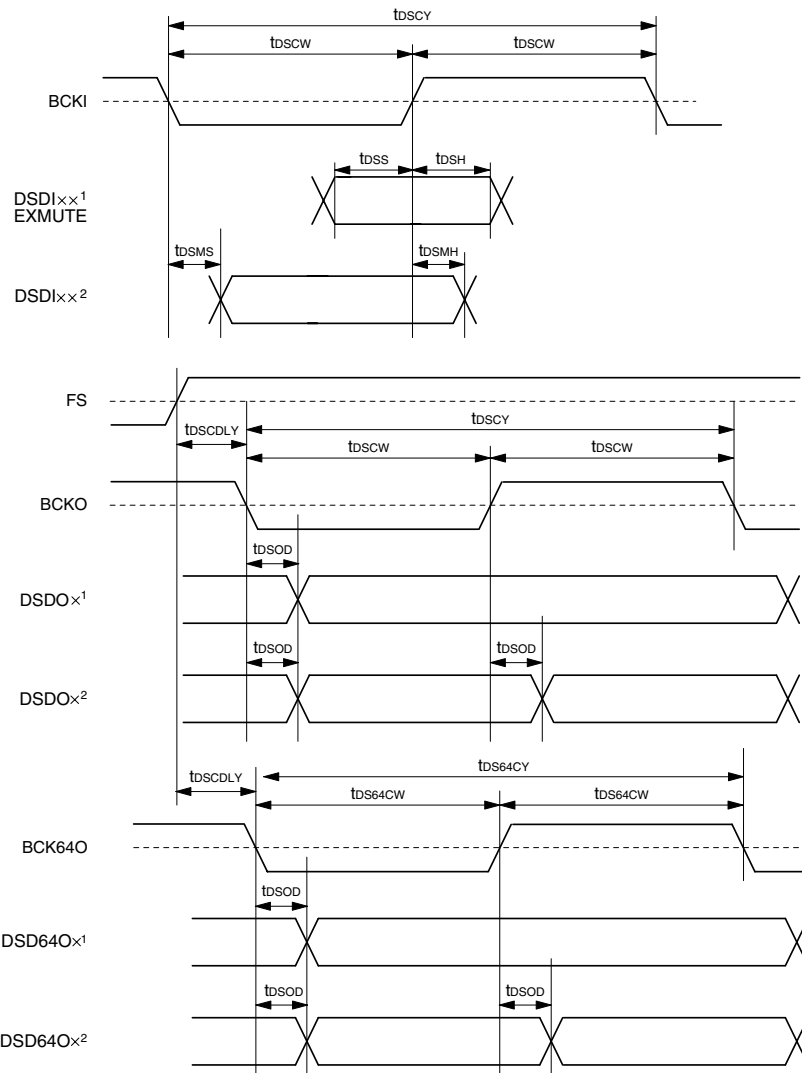 tDSCY
tDSCW tDSCW
BCKI
tDSS tDSH
DSDI××1
EXMUTE
tDSMS tDSMH
DSDI××2
FS
tDSCDLY tDSCY
tDSCW tDSCW
BCKO
tDSOD
DSDO×1
tDSOD tDSOD
DSDO×2
tDSCDLY tDS64CY
tDS64CW tDS64CW
BCK64O
tDSOD
DSD64O×1
tDSOD tDSOD
DSD64O×2